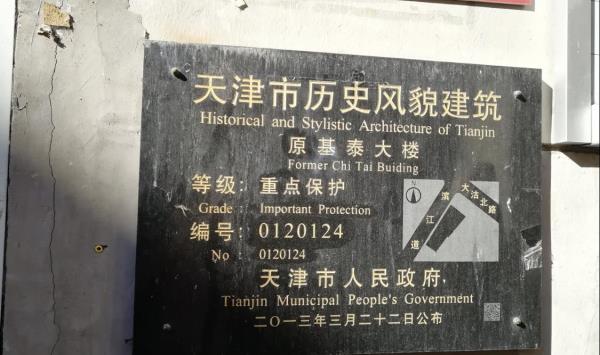 天津市历史风貌建筑
Historical and Stylistic Architecture of Tianjin
原基泰大楼
Former Chi Tai Buiding
等级：重点保护
Grade : Important Protection
编号：0120124
No : 0120124
大沽北路
滨江道
N
天津市人民政府
Tianjin Municipal People's Government
二〇一三年三月二十二日公布